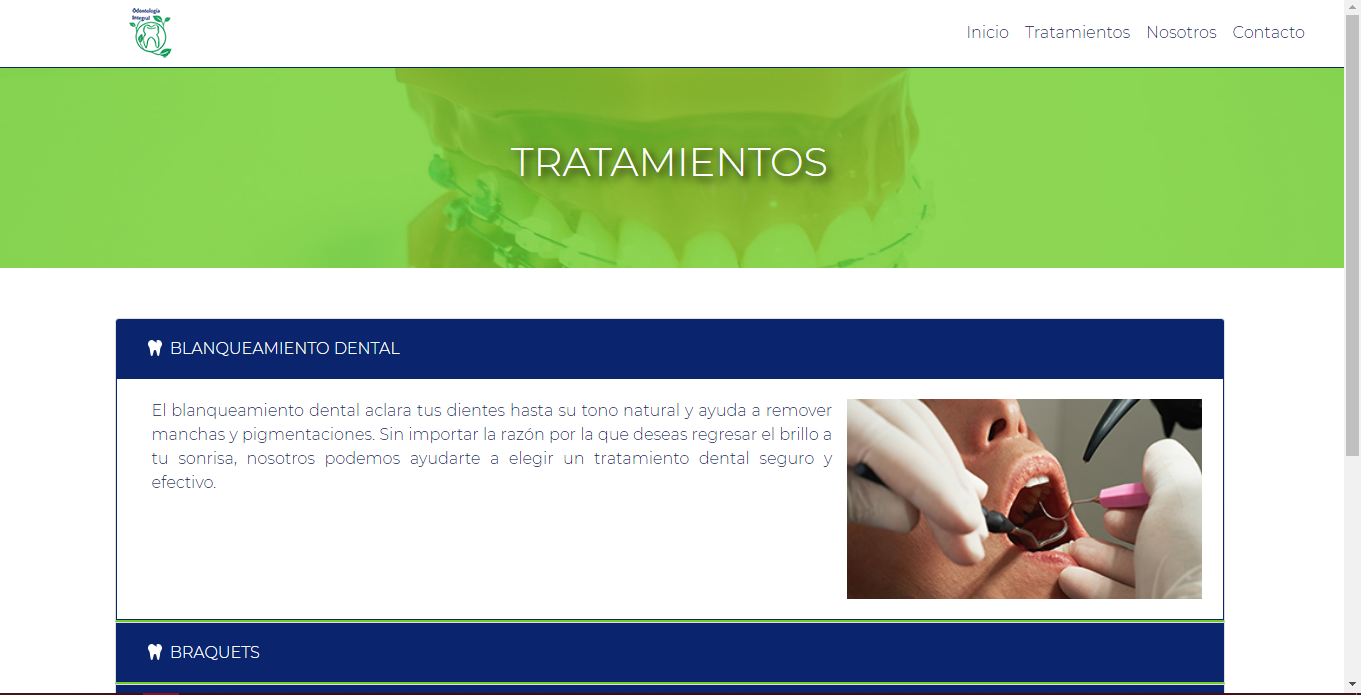 Odontología
Integral
Inicio Tratamientos Nosotros Contacto
TRATAMIENTOS
BLANQUEAMIENTO DENTAL
El blanqueamiento dental aclara tus dientes hasta su tono natural y ayuda a remover
manchas y pigmentaciones. Sin importar la razón por la que deseas regresar el brillo a
tu sonrisa, nosotros podemos ayudarte a elegir un tratamiento dental seguro y
efectivo.
BRAQUETS